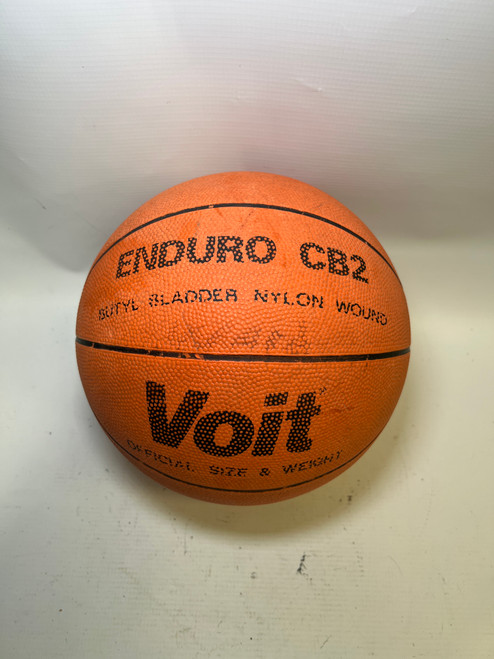 ENDURO CB2
BUTYL BLADDER NYLON WOUND
Voit
OFFICIAL SIZE & WEIGHT